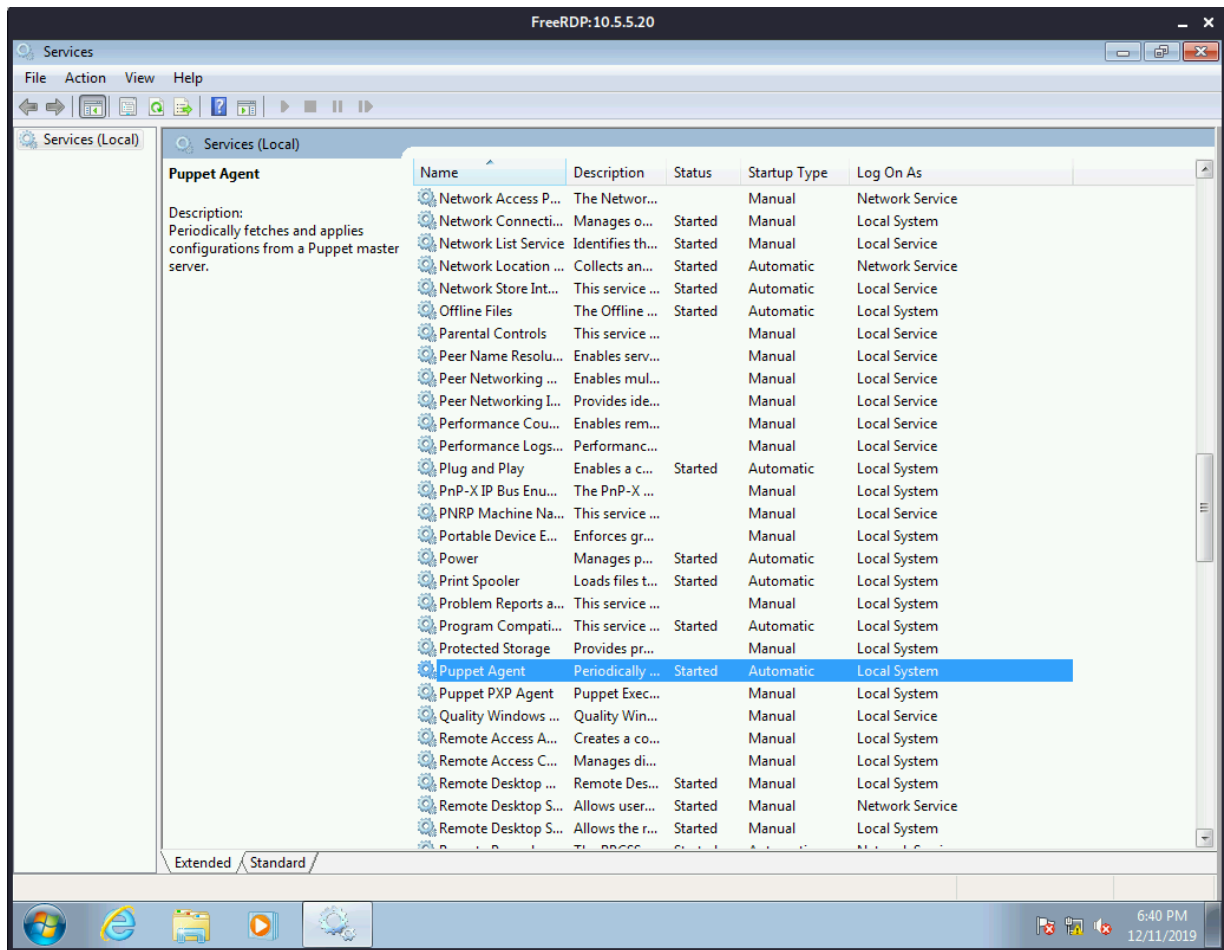 FreeRDP:10.5.5.20
Services
File Action View Help
Services (Local)
Services (Local)
Puppet Agent
Description:
Periodically fetches and applies
configurations from a Puppet master
server.
Name Description Status Startup Type Log On As
Network Access P... The Networ... Manual Network Service
Network Connecti... Manages o... Started Manual Local System
Network List Service Identifies th... Started Manual Local Service
Network Location ... Collects an... Started Automatic Network Service
Network Store Int... This service ... Started Automatic Local Service
Offline Files The Offline ... Started Automatic Local System
Parental Controls This service ... Manual Local Service
Peer Name Resolu... Enables serv... Manual Local Service
Peer Networking ... Enables mul... Manual Local Service
Peer Networking I... Provides ide... Manual Local Service
Performance Cou... Enables rem... Manual Local Service
Performance Logs... Performanc... Manual Local Service
Plug and Play Enables a c... Started Automatic Local System
PnP-X IP Bus Enu... The PnP-X ... Manual Local System
PNRP Machine Na... This service ... Manual Local Service
Portable Device E... Enforces gr... Manual Local System
Power Manages p... Started Automatic Local System
Print Spooler Loads files t... Started Automatic Local System
Problem Reports a... This service ... Manual Local System
Program Compati... This service ... Started Automatic Local System
Protected Storage Provides pr... Manual Local System
Puppet Agent Periodically ... Started Automatic Local System
Puppet PXP Agent Puppet Exec... Manual Local System
Quality Windows ... Quality Win... Manual Local Service
Remote Access A... Creates a co... Manual Local System
Remote Access C... Manages di... Manual Local System
Remote Desktop ... Remote Des... Started Manual Local System
Remote Desktop S... Allows user... Started Manual Network Service
Remote Desktop S... Allows the r... Started Manual Local System
Extended Standard
6:40 PM
12/11/2019